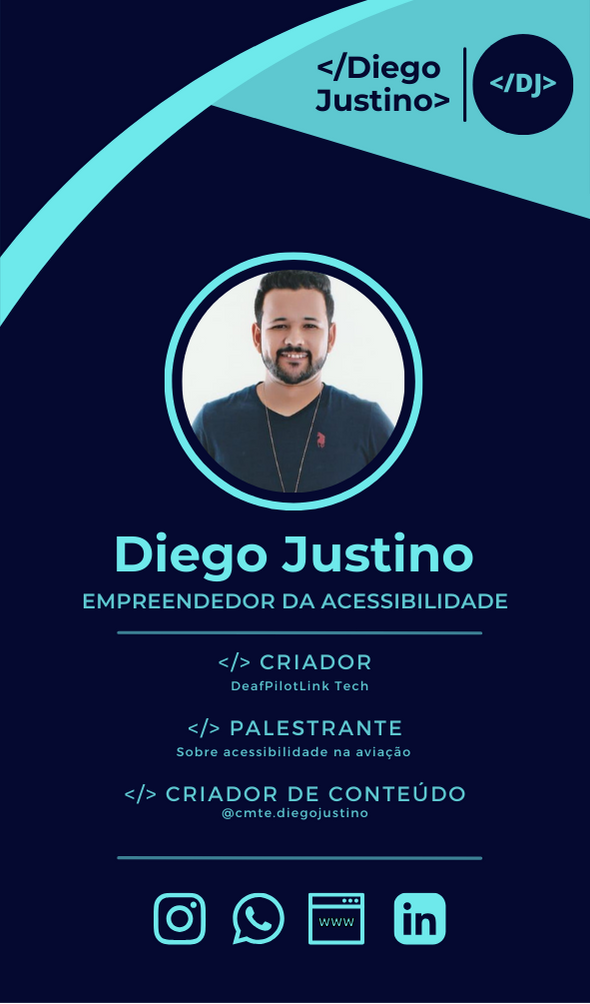 </Diego
Justino>
</DJ>
Diego Justino
EMPREENDEDOR DA ACESSIBILIDADE
</> CRIADOR
DeafPilotLink Tech
</> PALESTRANTE
Sobre acessibilidade na aviação
</> CRIADOR DE CONTEÚDO
@cmte.diegojustino
www
in